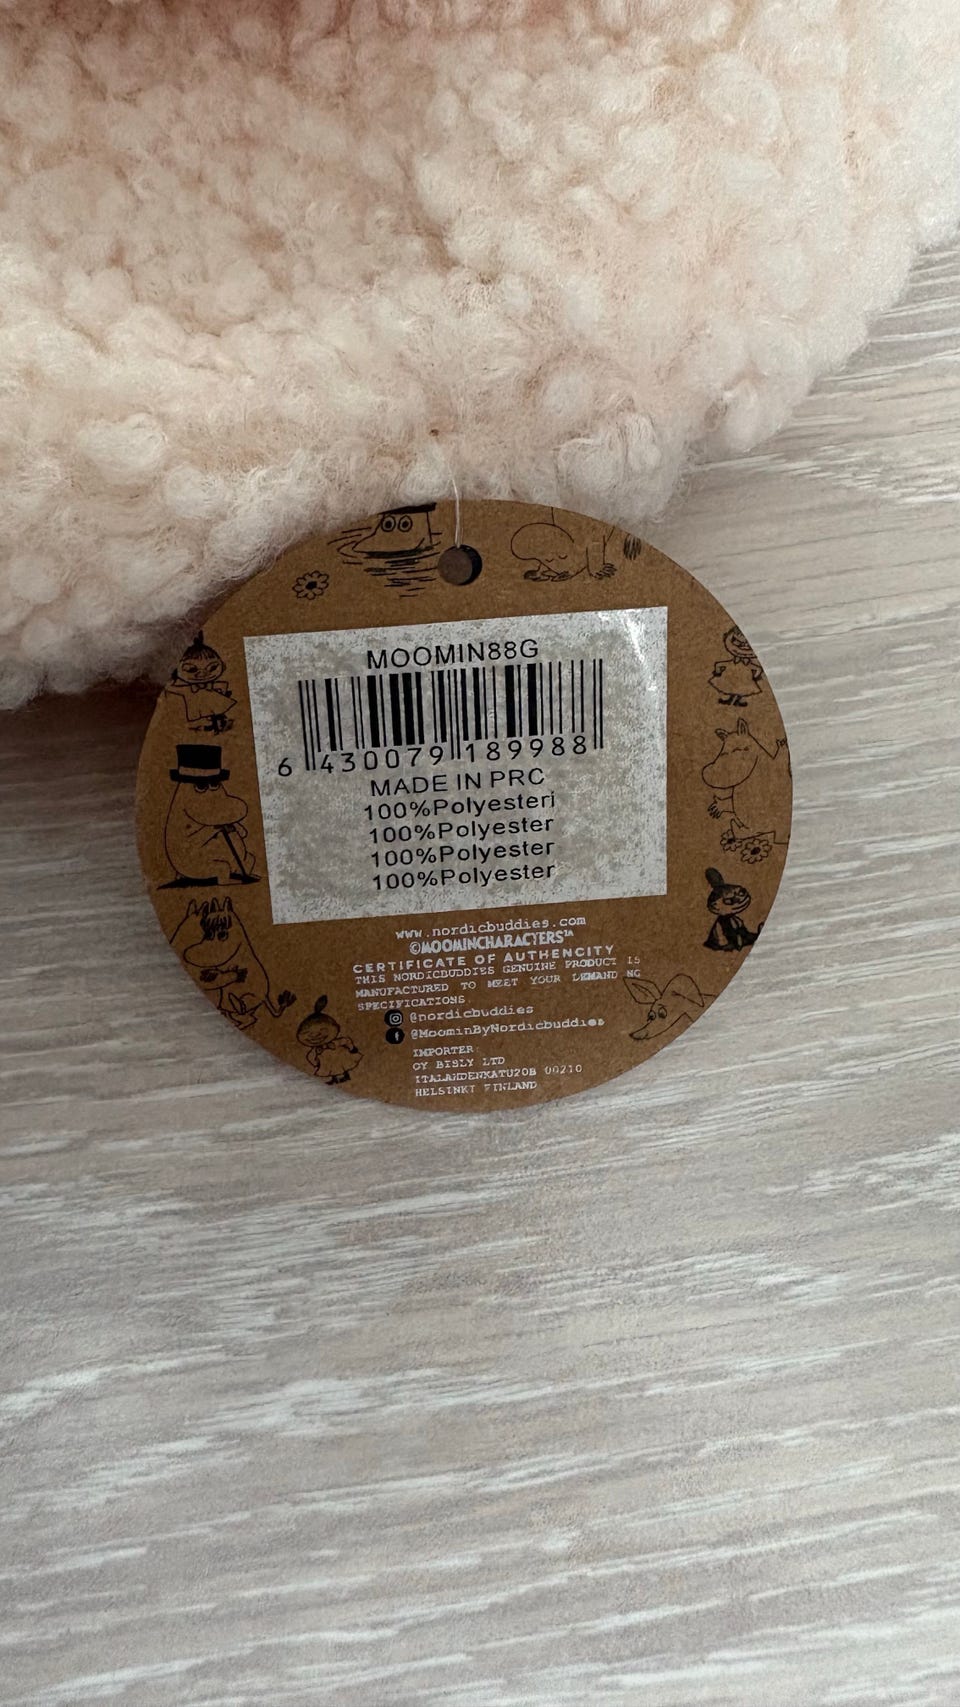 MOOMIN88G
6 430079 189988
MADE IN PRC
100%Polyesteri
100%Polyester
100%Polyester
100%Polyester
www.nordicbuddies.com
©MOOMINCHARACTERS™
CERTIFICATE OF AUTHENCITY
THIS NORDICBUDDIES GENUINE PRODUCT IS
MANUFACTURED TO MEET YOUR DEMAND NG
SPECIFICATIONS
@nordicbuddies
@MoominByNordicbuddies
IMPORTER
OY BISLY LTD
ITALAHDENKATU20B 00210
HELSINKI FINLAND